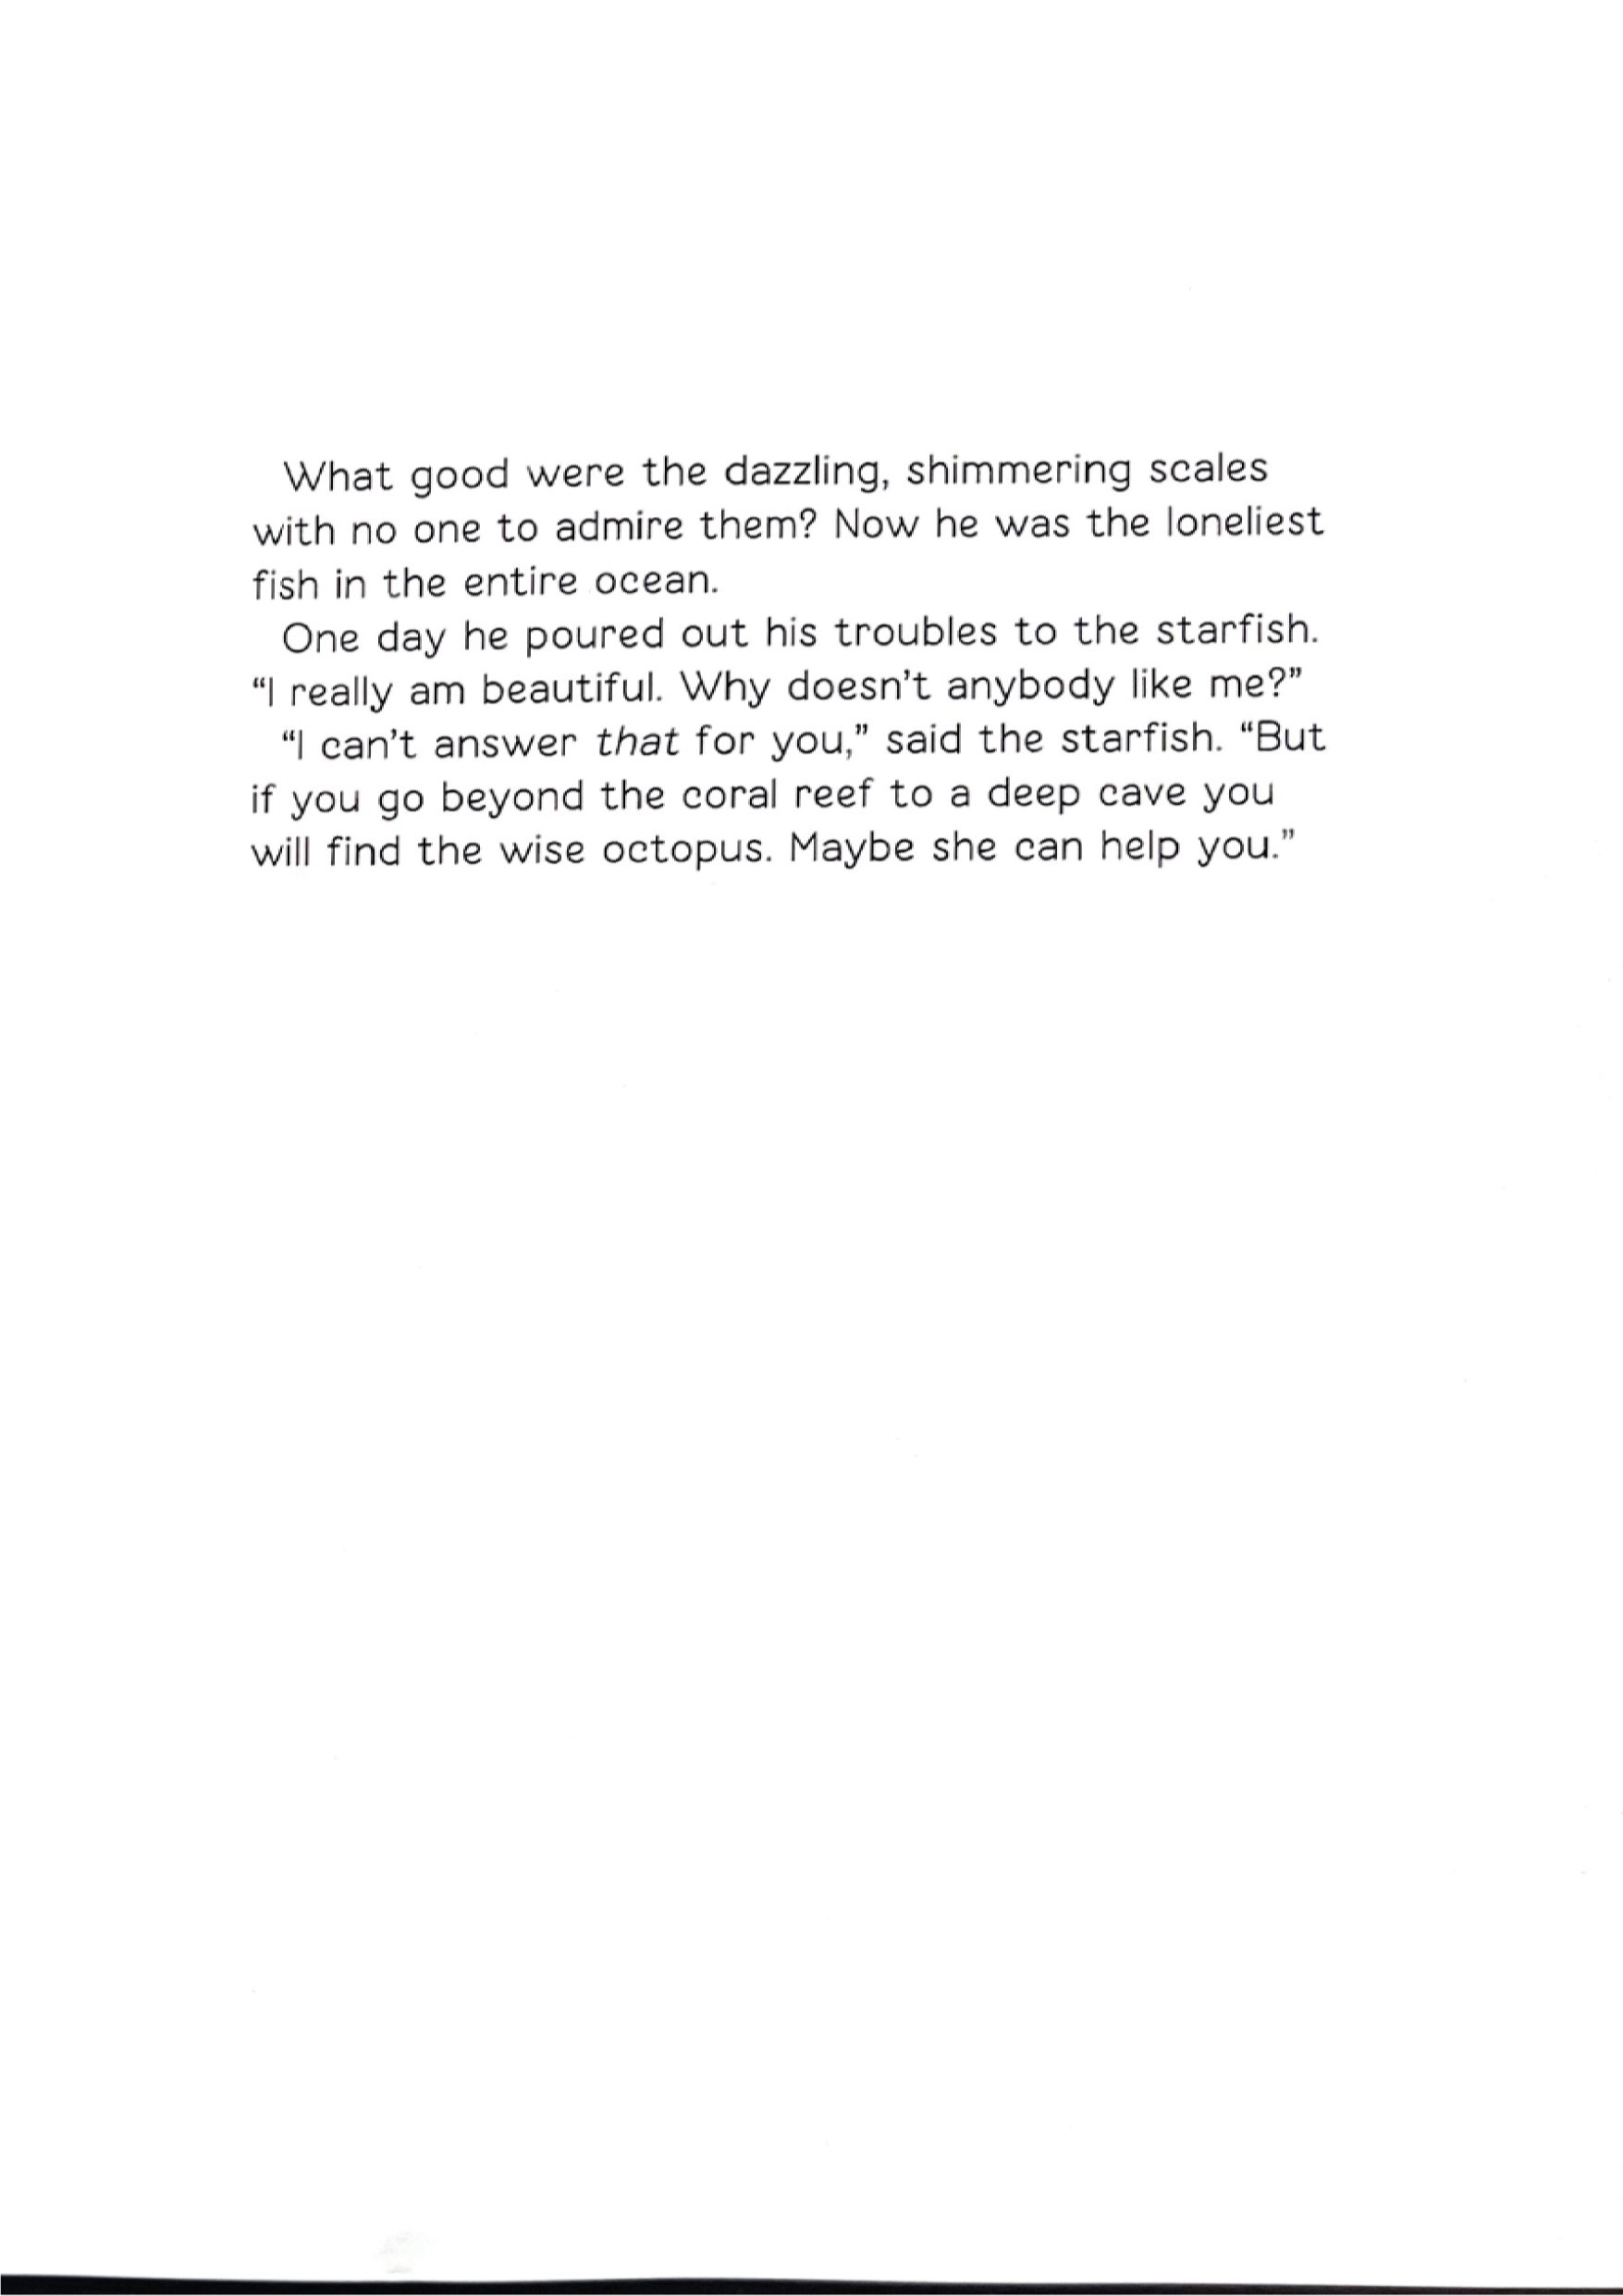 What good were the dazzling, shimmering scales
with no one to admire them? Now he was the loneliest
fish in the entire ocean.
One day he poured out his troubles to the starfish.
“I really am beautiful. Why doesn’t anybody like me?”
“I can’t answer that for you,” said the starfish. “But
if you go beyond the coral reef to a deep cave you
will find the wise octopus. Maybe she can help you.”